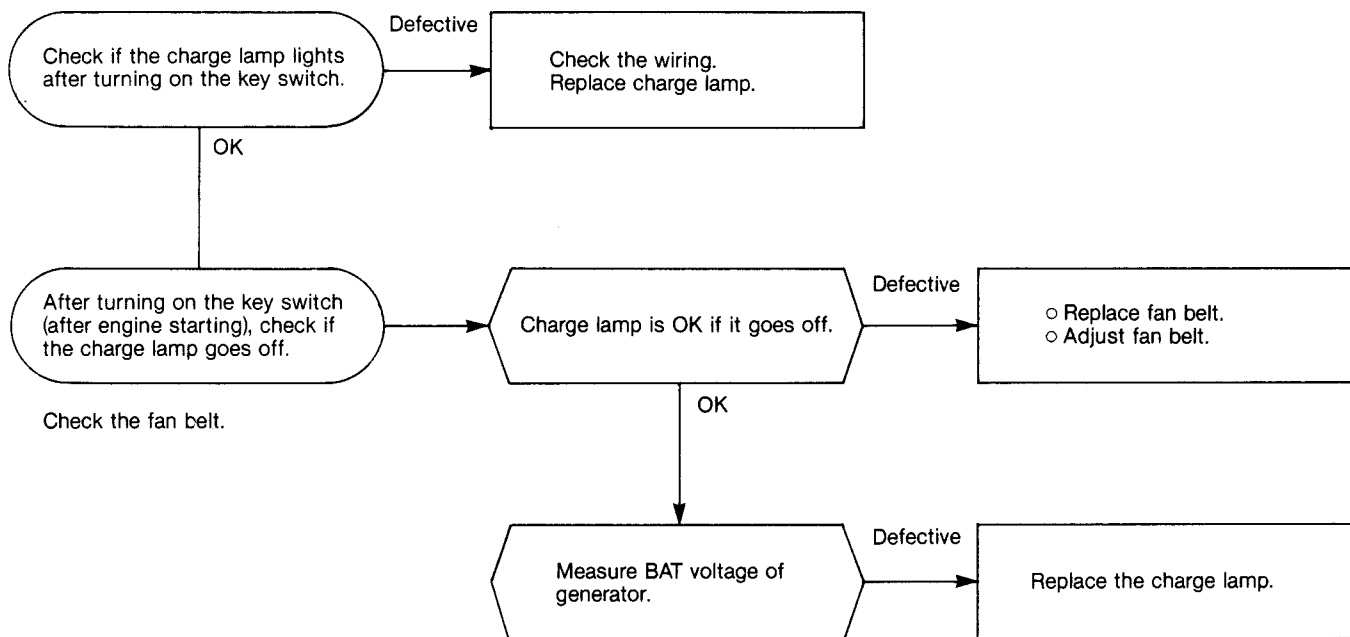 Defective
Check if the charge lamp lights
after turning on the key switch.
Check the wiring.
Replace charge lamp.
OK
After turning on the key switch
(after engine starting), check if
the charge lamp goes off.
Charge lamp is OK if it goes off.
Defective
○ Replace fan belt.
○ Adjust fan belt.
Check the fan belt.
OK
Measure BAT voltage of
generator.
Defective
Replace the charge lamp.